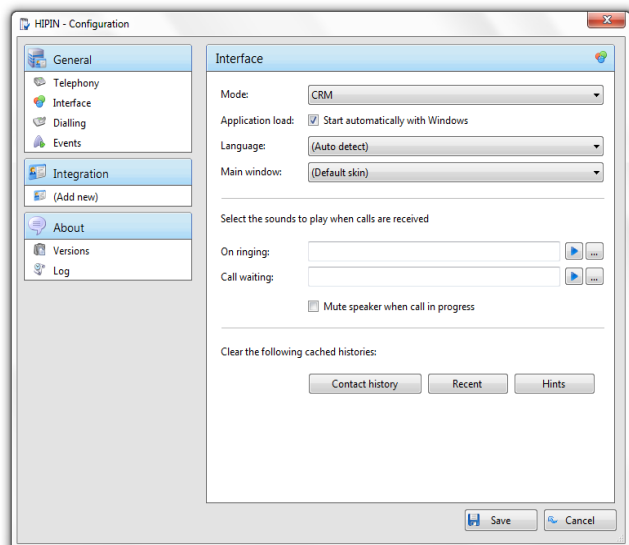 HIPIN - Configuration
General
Telephony
Interface
Dialling
Events
Integration
(Add new)
About
Versions
Log
Interface
Mode: CRM
Application load: Start automatically with Windows
Language: (Auto detect)
Main window: (Default skin)
Select the sounds to play when calls are received
On ringing: ...
Call waiting: ...
Mute speaker when call in progress
Clear the following cached histories:
Contact history Recent Hints
Save Cancel